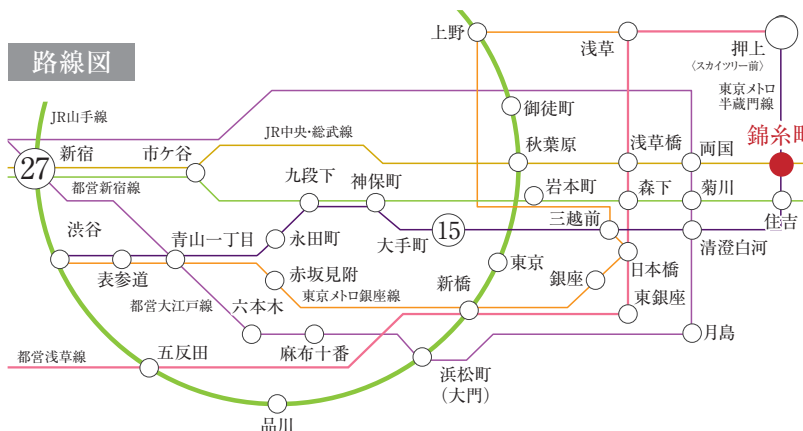 上野
浅草
押上
〈スカイツリー前〉
路線図
東京メトロ
半蔵門線
御徒町
JR山手線
JR中央・総武線
秋葉原
浅草橋
両国
錦糸町
27
新宿
市ケ谷
都営新宿線
九段下
神保町
岩本町
森下
菊川
住吉
渋谷
青山一丁目
永田町
大手町
15
三越前
清澄白河
表参道
赤坂見附
東京
日本橋
銀座
新橋
東京メトロ銀座線
都営大江戸線
六本木
東銀座
麻布十番
月島
都営浅草線
五反田
浜松町
(大門)
品川